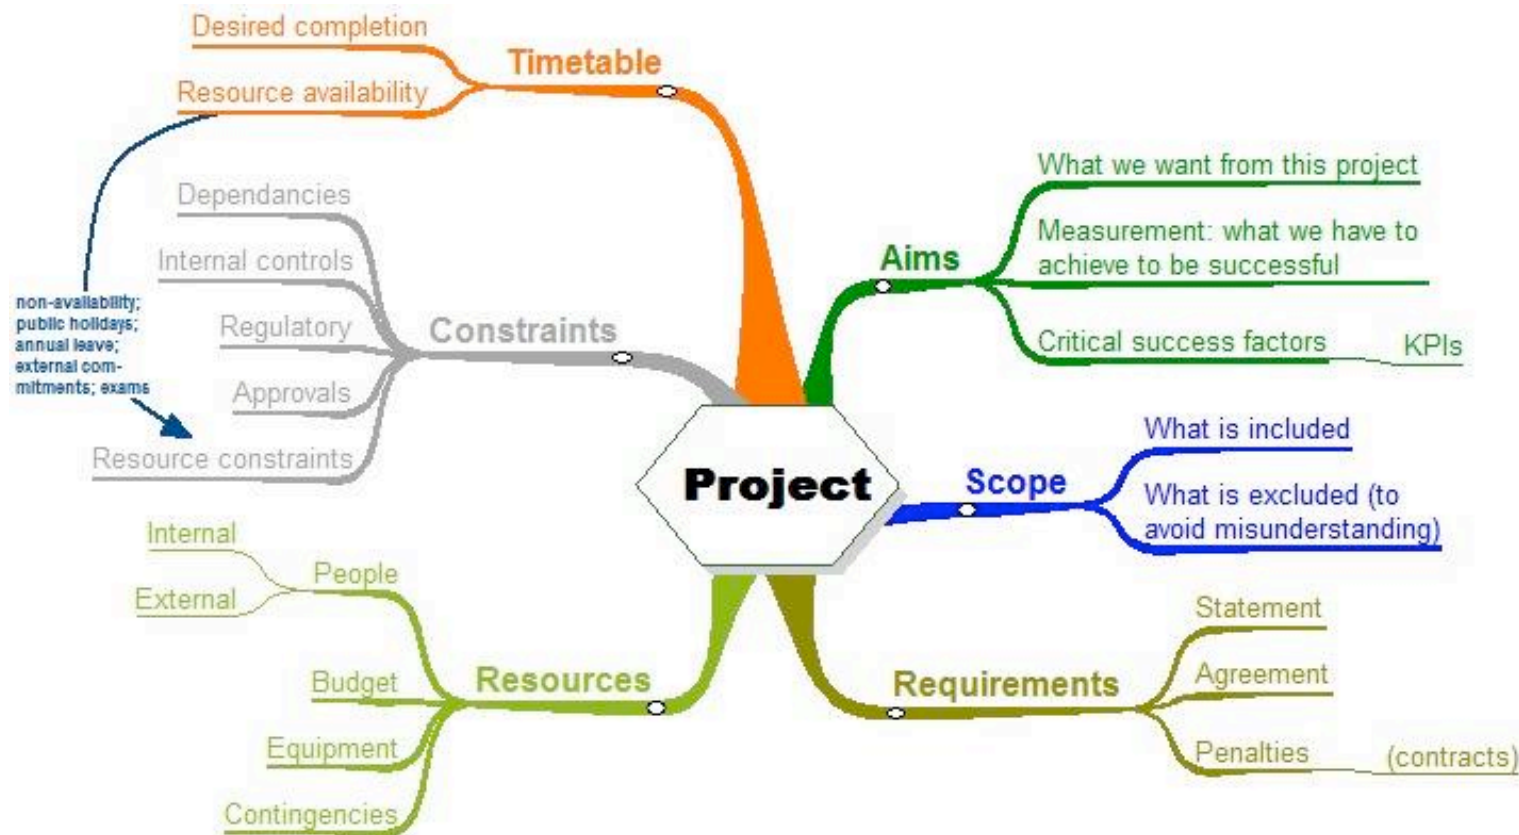 Desired completion
Timetable
Resource availability
Dependancies
Internal controls
Regulatory
Constraints
Approvals
Resource constraints
non-availability;
public holidays;
annual leave;
external com-
mitments; exams
What we want from this project
Measurement: what we have to
achieve to be successful
Aims
Critical success factors
KPIs
Project
What is included
Scope
What is excluded (to
avoid misunderstanding)
Internal
External
People
Budget
Resources
Equipment
Contingencies
Statement
Requirements
Agreement
Penalties
(contracts)